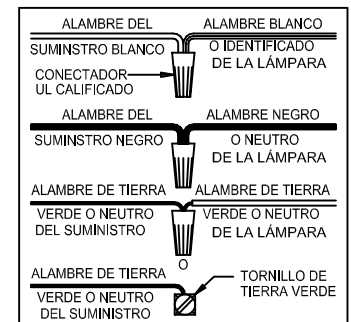 ALAMBRE DEL ALAMBRE BLANCO
SUMINSTRO BLANCO O IDENTIFICADO
DE LA LÁMPARA
CONECTADOR
UL CALIFICADO
ALAMBRE DEL ALAMBRE NEGRO
SUMINSTRO NEGRO O NEUTRO
DE LA LÁMPARA
ALAMBRE DE TIERRA ALAMBRE DE TIERRA
VERDE O NEUTRO VERDE O NEUTRO
DEL SUMINISTRO DE LA LÁMPARA
O
ALAMBRE DE TIERRA TORNILLO DE
TIERRA VERDE
VERDE O NEUTRO
DEL SUMINISTRO